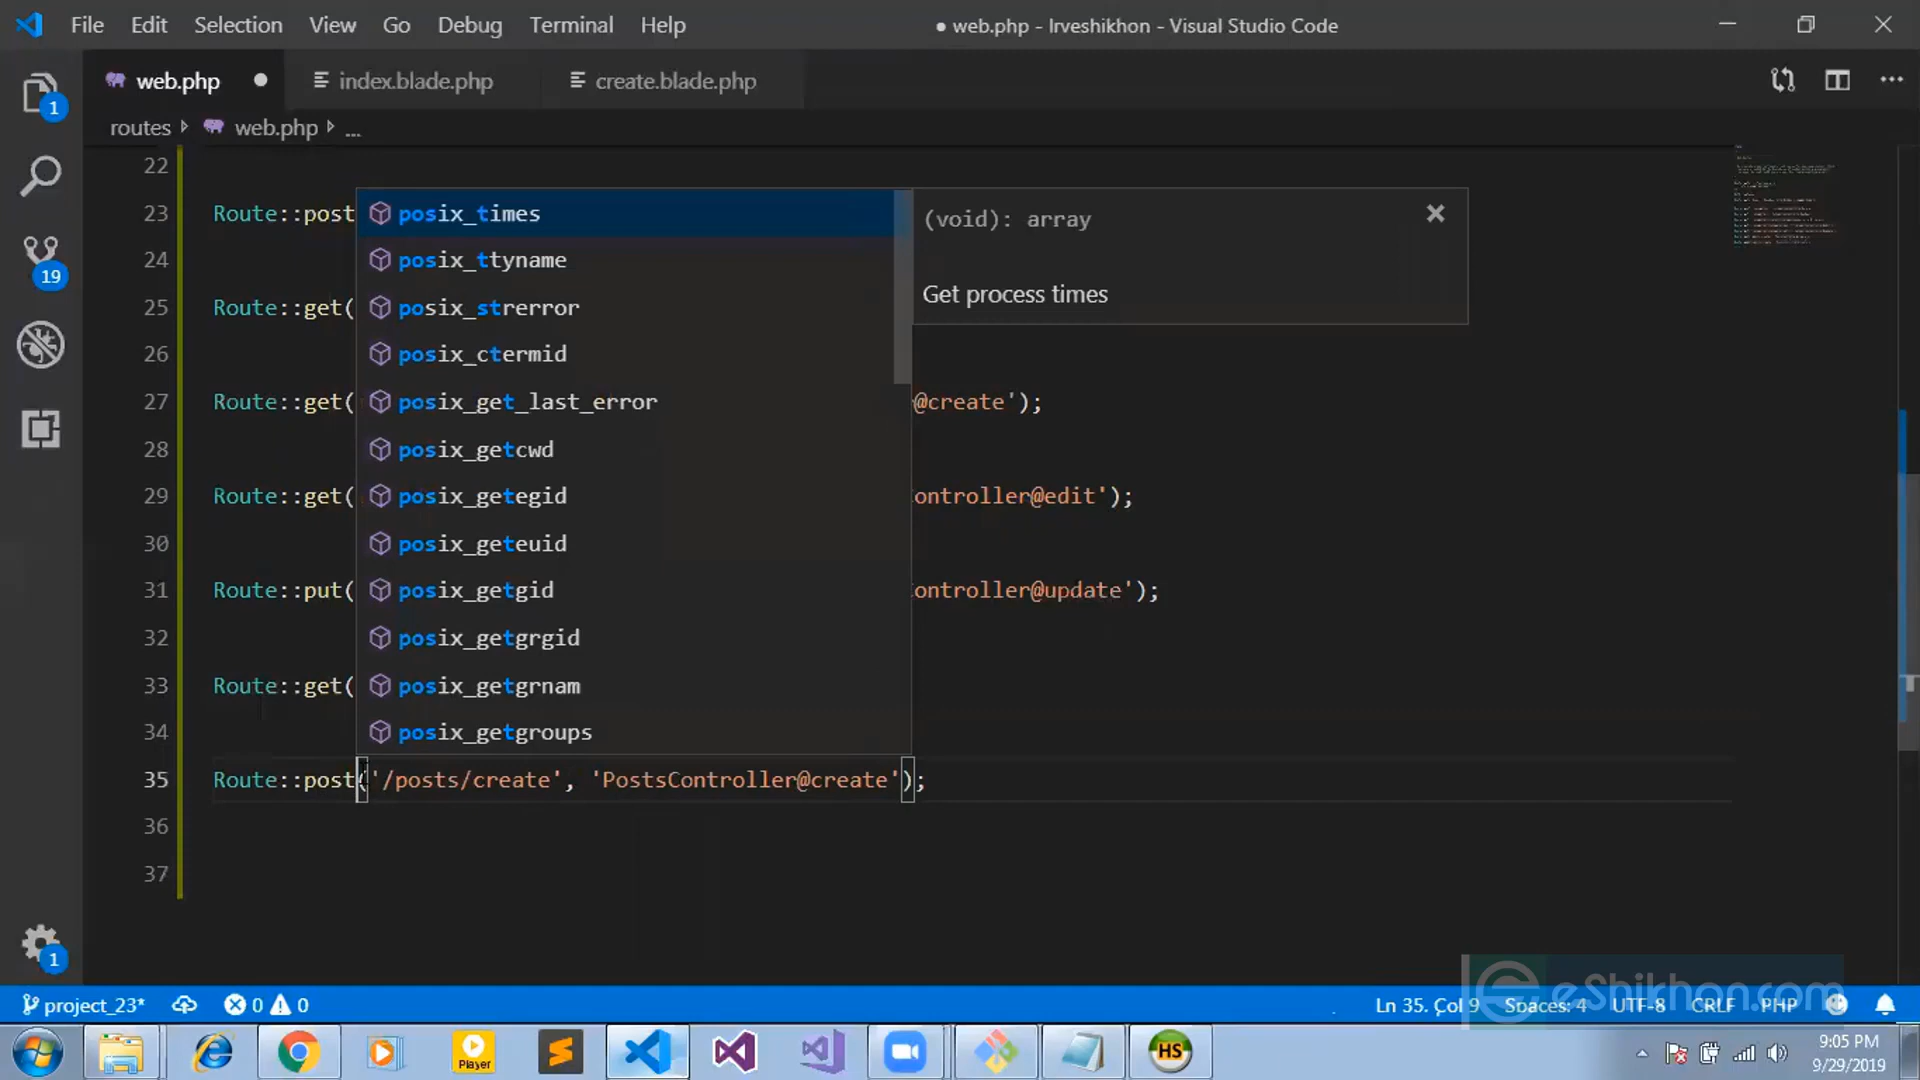 File Edit Selection View Go Debug Terminal Help
● web.php - Irveshikhon - Visual Studio Code
web.php
index.blade.php
create.blade.php
routes web.php ...
1
19
1
22
23 Route::post
24
25 Route::get(
26
27 Route::get( @create');
28
29 Route::get( ontroller@edit');
30
31 Route::put( ontroller@update');
32
33 Route::get(
34
35 Route::post('/posts/create', 'PostsController@create');
36
37
posix_times
posix_ttyname
posix_strerror
posix_ctermid
posix_get_last_error
posix_getcwd
posix_getegid
posix_geteuid
posix_getgid
posix_getgrgid
posix_getgrnam
posix_getgroups
(void): array
Get process times
eShikhon.com
project_23* 0 0
Ln 35, Col 9 Spaces: 4 UTF-8 CRLF PHP
Player
HS
9:05 PM
9/29/2019